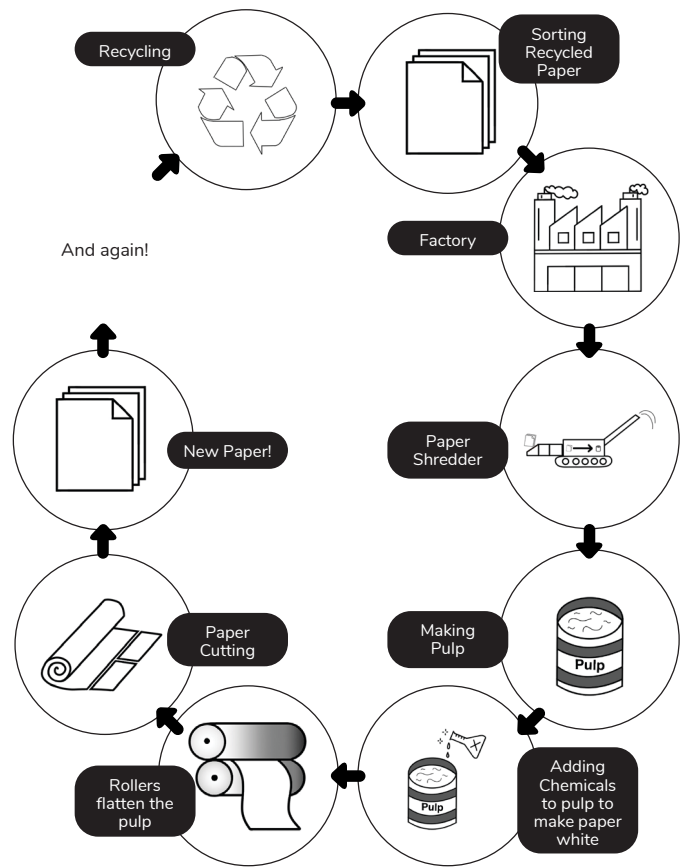 Recycling
Sorting
Recycled
Paper
Factory
Paper
Shredder
Making
Pulp
Pulp
Adding
Chemicals
to pulp to
make paper
white
Pulp
Rollers
flatten the
pulp
Paper
Cutting
New Paper!
And again!